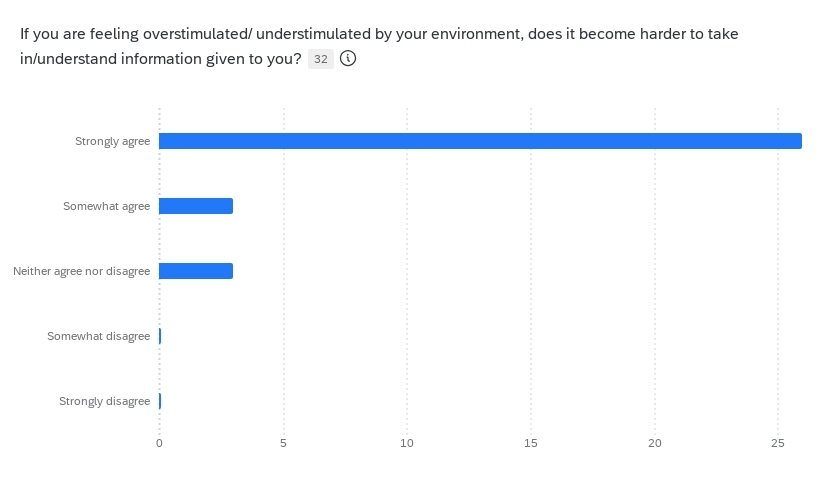 If you are feeling overstimulated/ understimulated by your environment, does it become harder to take
in/understand information given to you? 32
Strongly agree
Somewhat agree
Neither agree nor disagree
Somewhat disagree
Strongly disagree
0 5 10 15 20 25